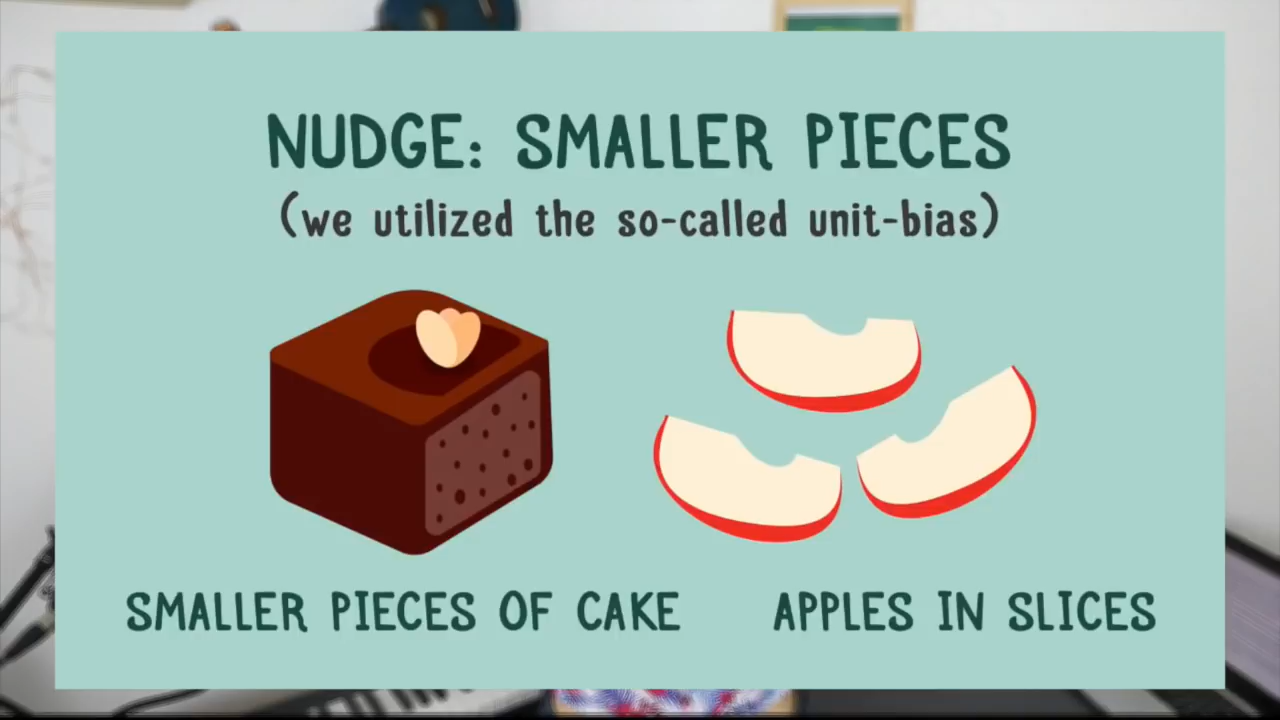 NUDGE: SMALLER PIECES
(we utilized the so-called unit-bias)
SMALLER PIECES OF CAKE
APPLES IN SLICES